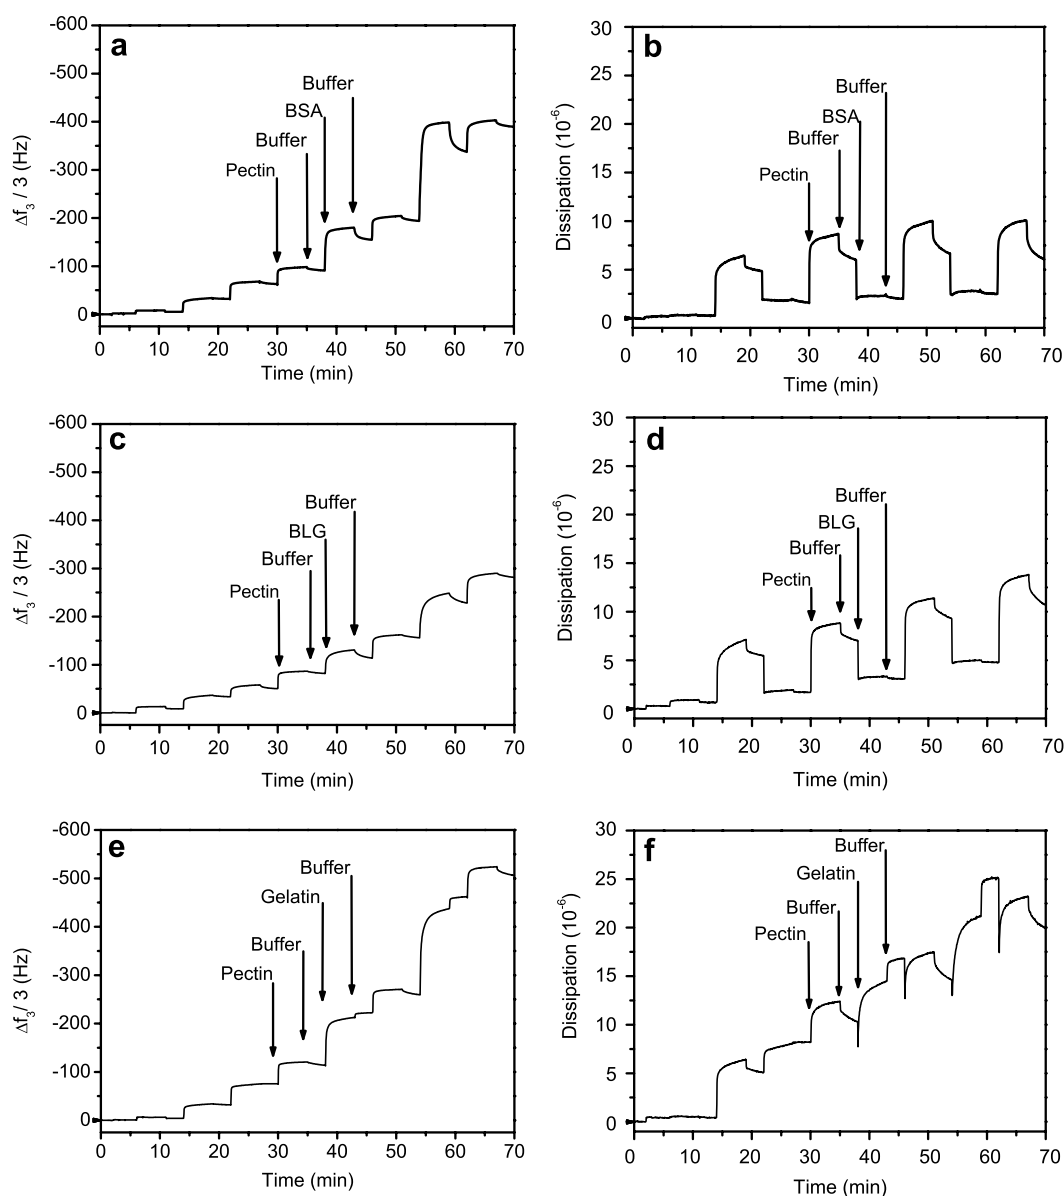 a
-600
-500
-400
-300
-200
-100
0
Δf3 / 3 (Hz)
Buffer
BSA
Buffer
Pectin
0 10 20 30 40 50 60 70
Time (min)
b
30
25
20
15
10
5
0
Dissipation (10-6)
Buffer
BSA
Buffer
Pectin
0 10 20 30 40 50 60 70
Time (min)
c
-600
-500
-400
-300
-200
-100
0
Δf3 / 3 (Hz)
Buffer
BLG
Buffer
Pectin
0 10 20 30 40 50 60 70
Time (min)
d
30
25
20
15
10
5
0
Dissipation (10-6)
Buffer
BLG
Buffer
Pectin
0 10 20 30 40 50 60 70
Time (min)
e
-600
-500
-400
-300
-200
-100
0
Δf3/ 3 (Hz)
Buffer
Gelatin
Buffer
Pectin
0 10 20 30 40 50 60 70
Time (min)
f
30
25
20
15
10
5
0
Dissipation (10-6)
Buffer
Gelatin
Buffer
Pectin
0 10 20 30 40 50 60 70
Time (min)